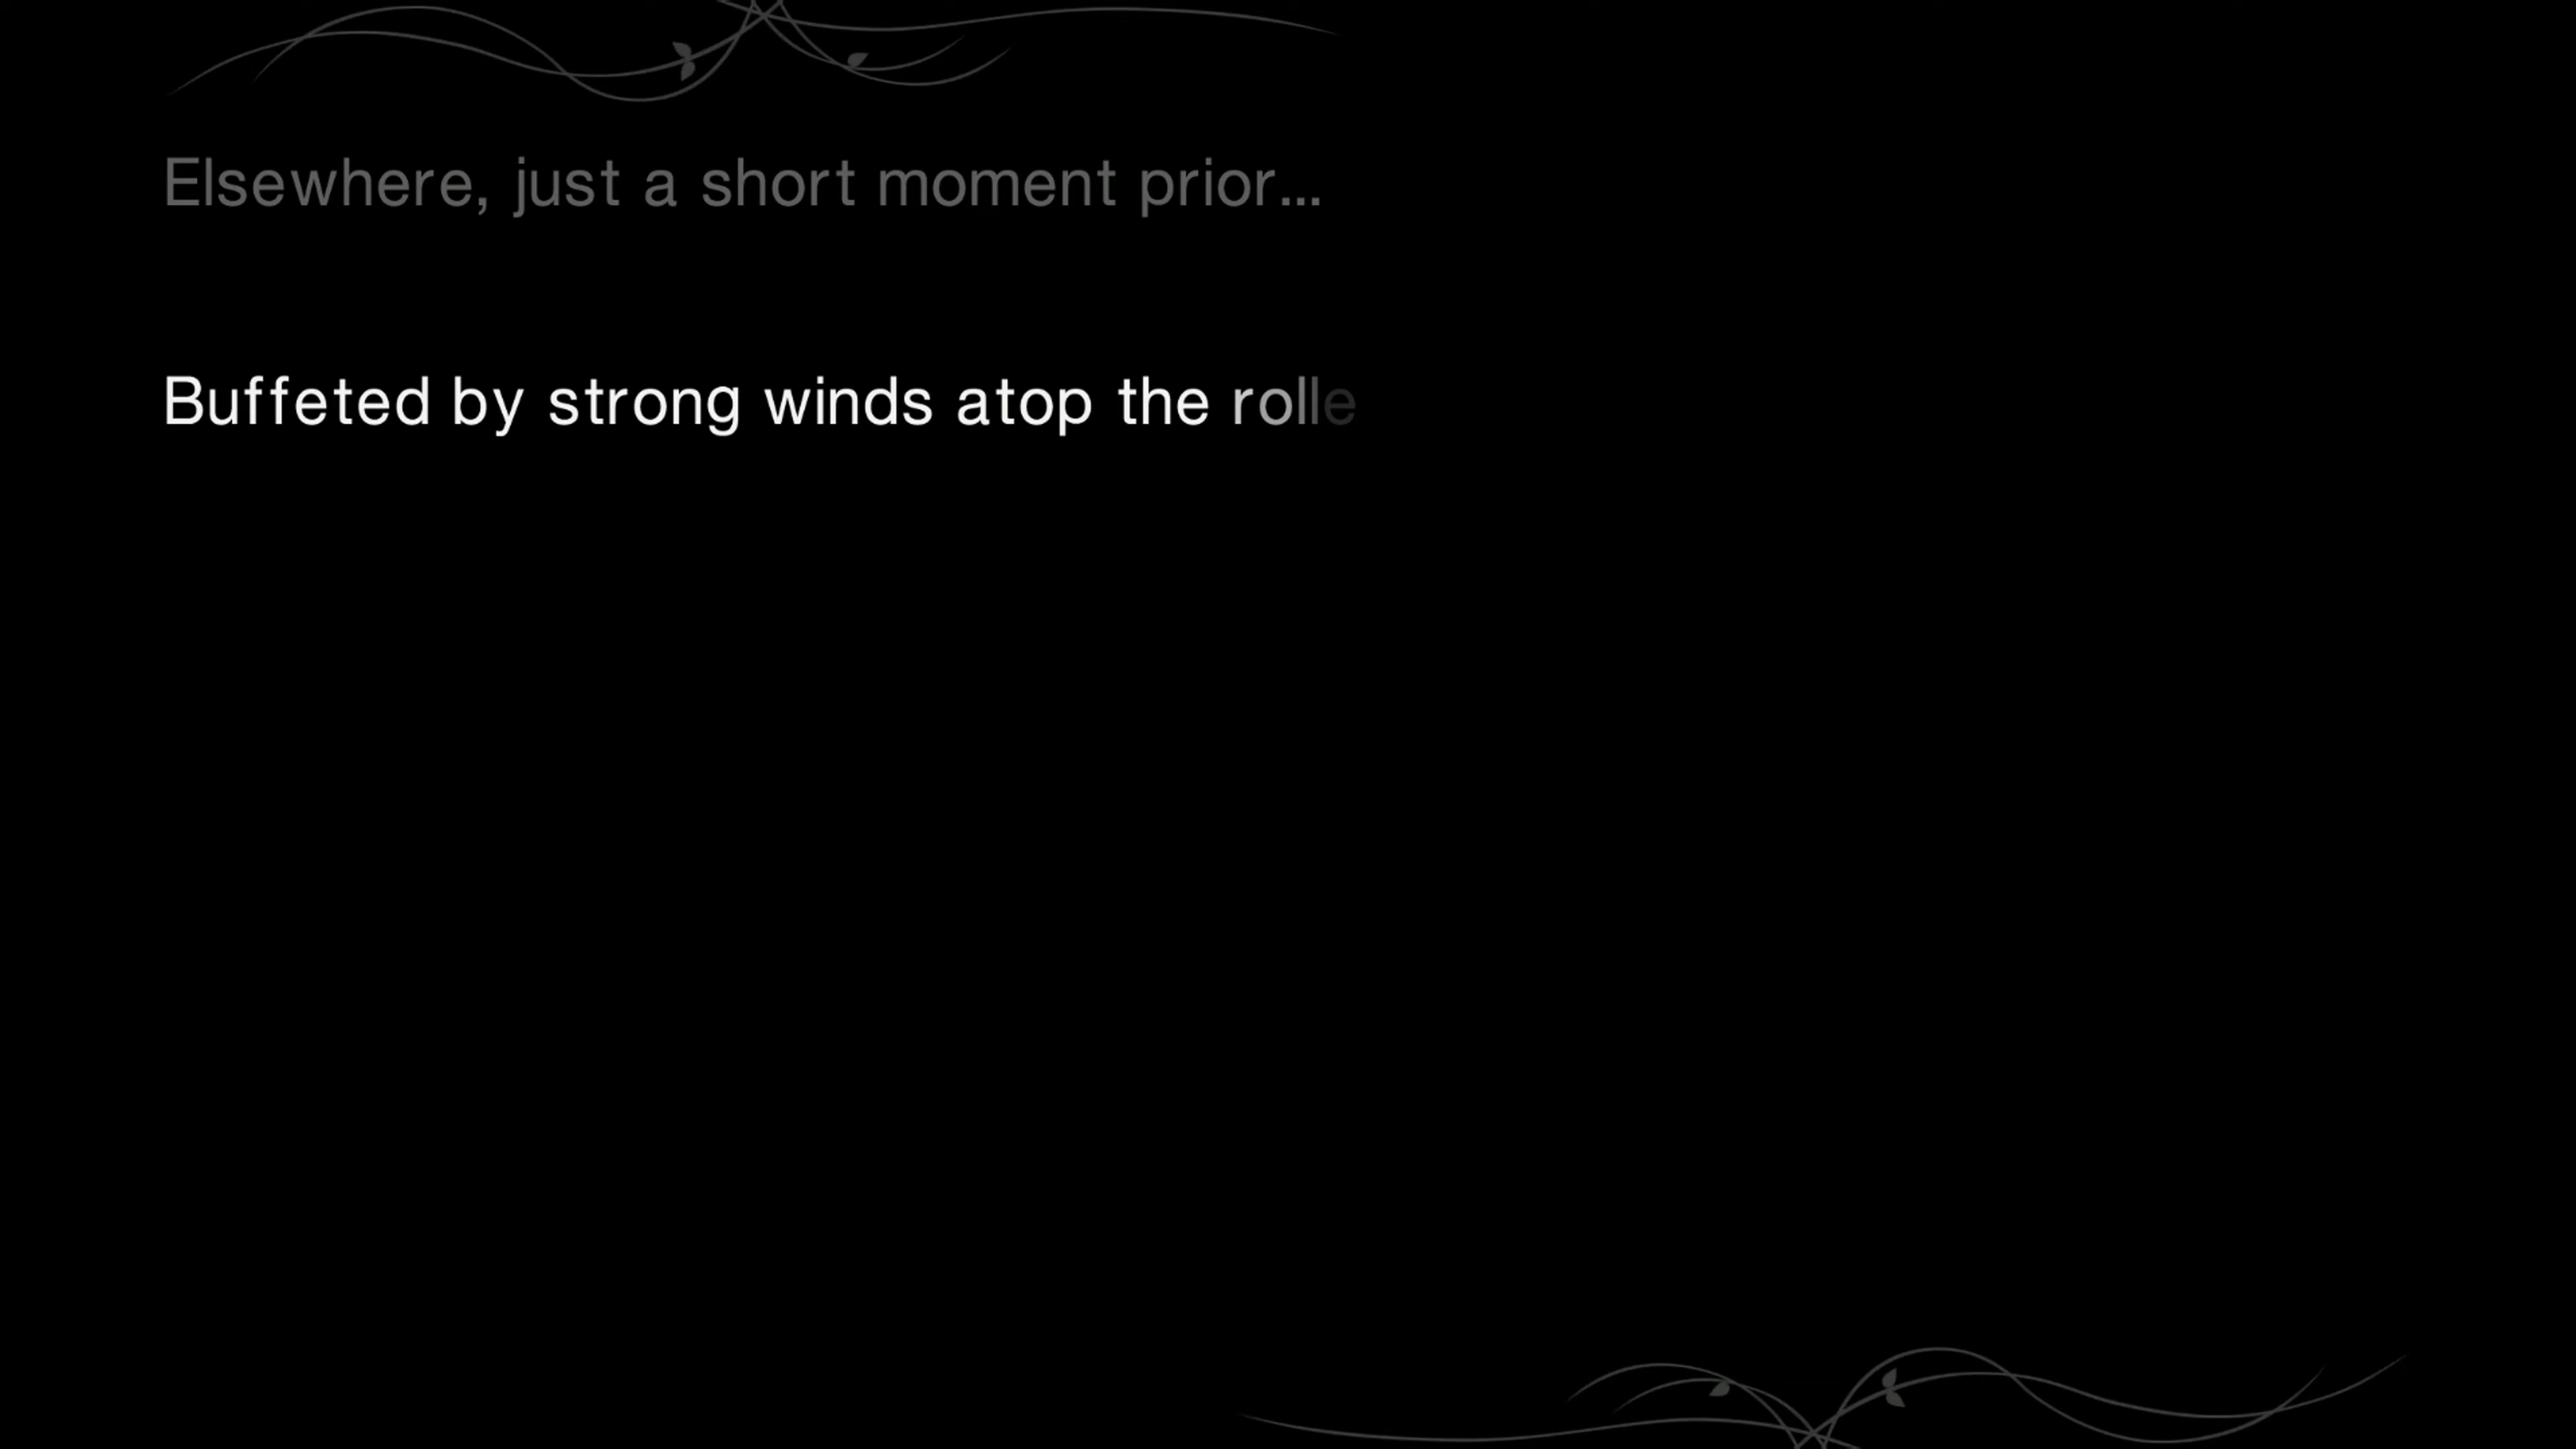 Elsewhere, just a short moment prior...
Buffeted by strong winds atop the rolle